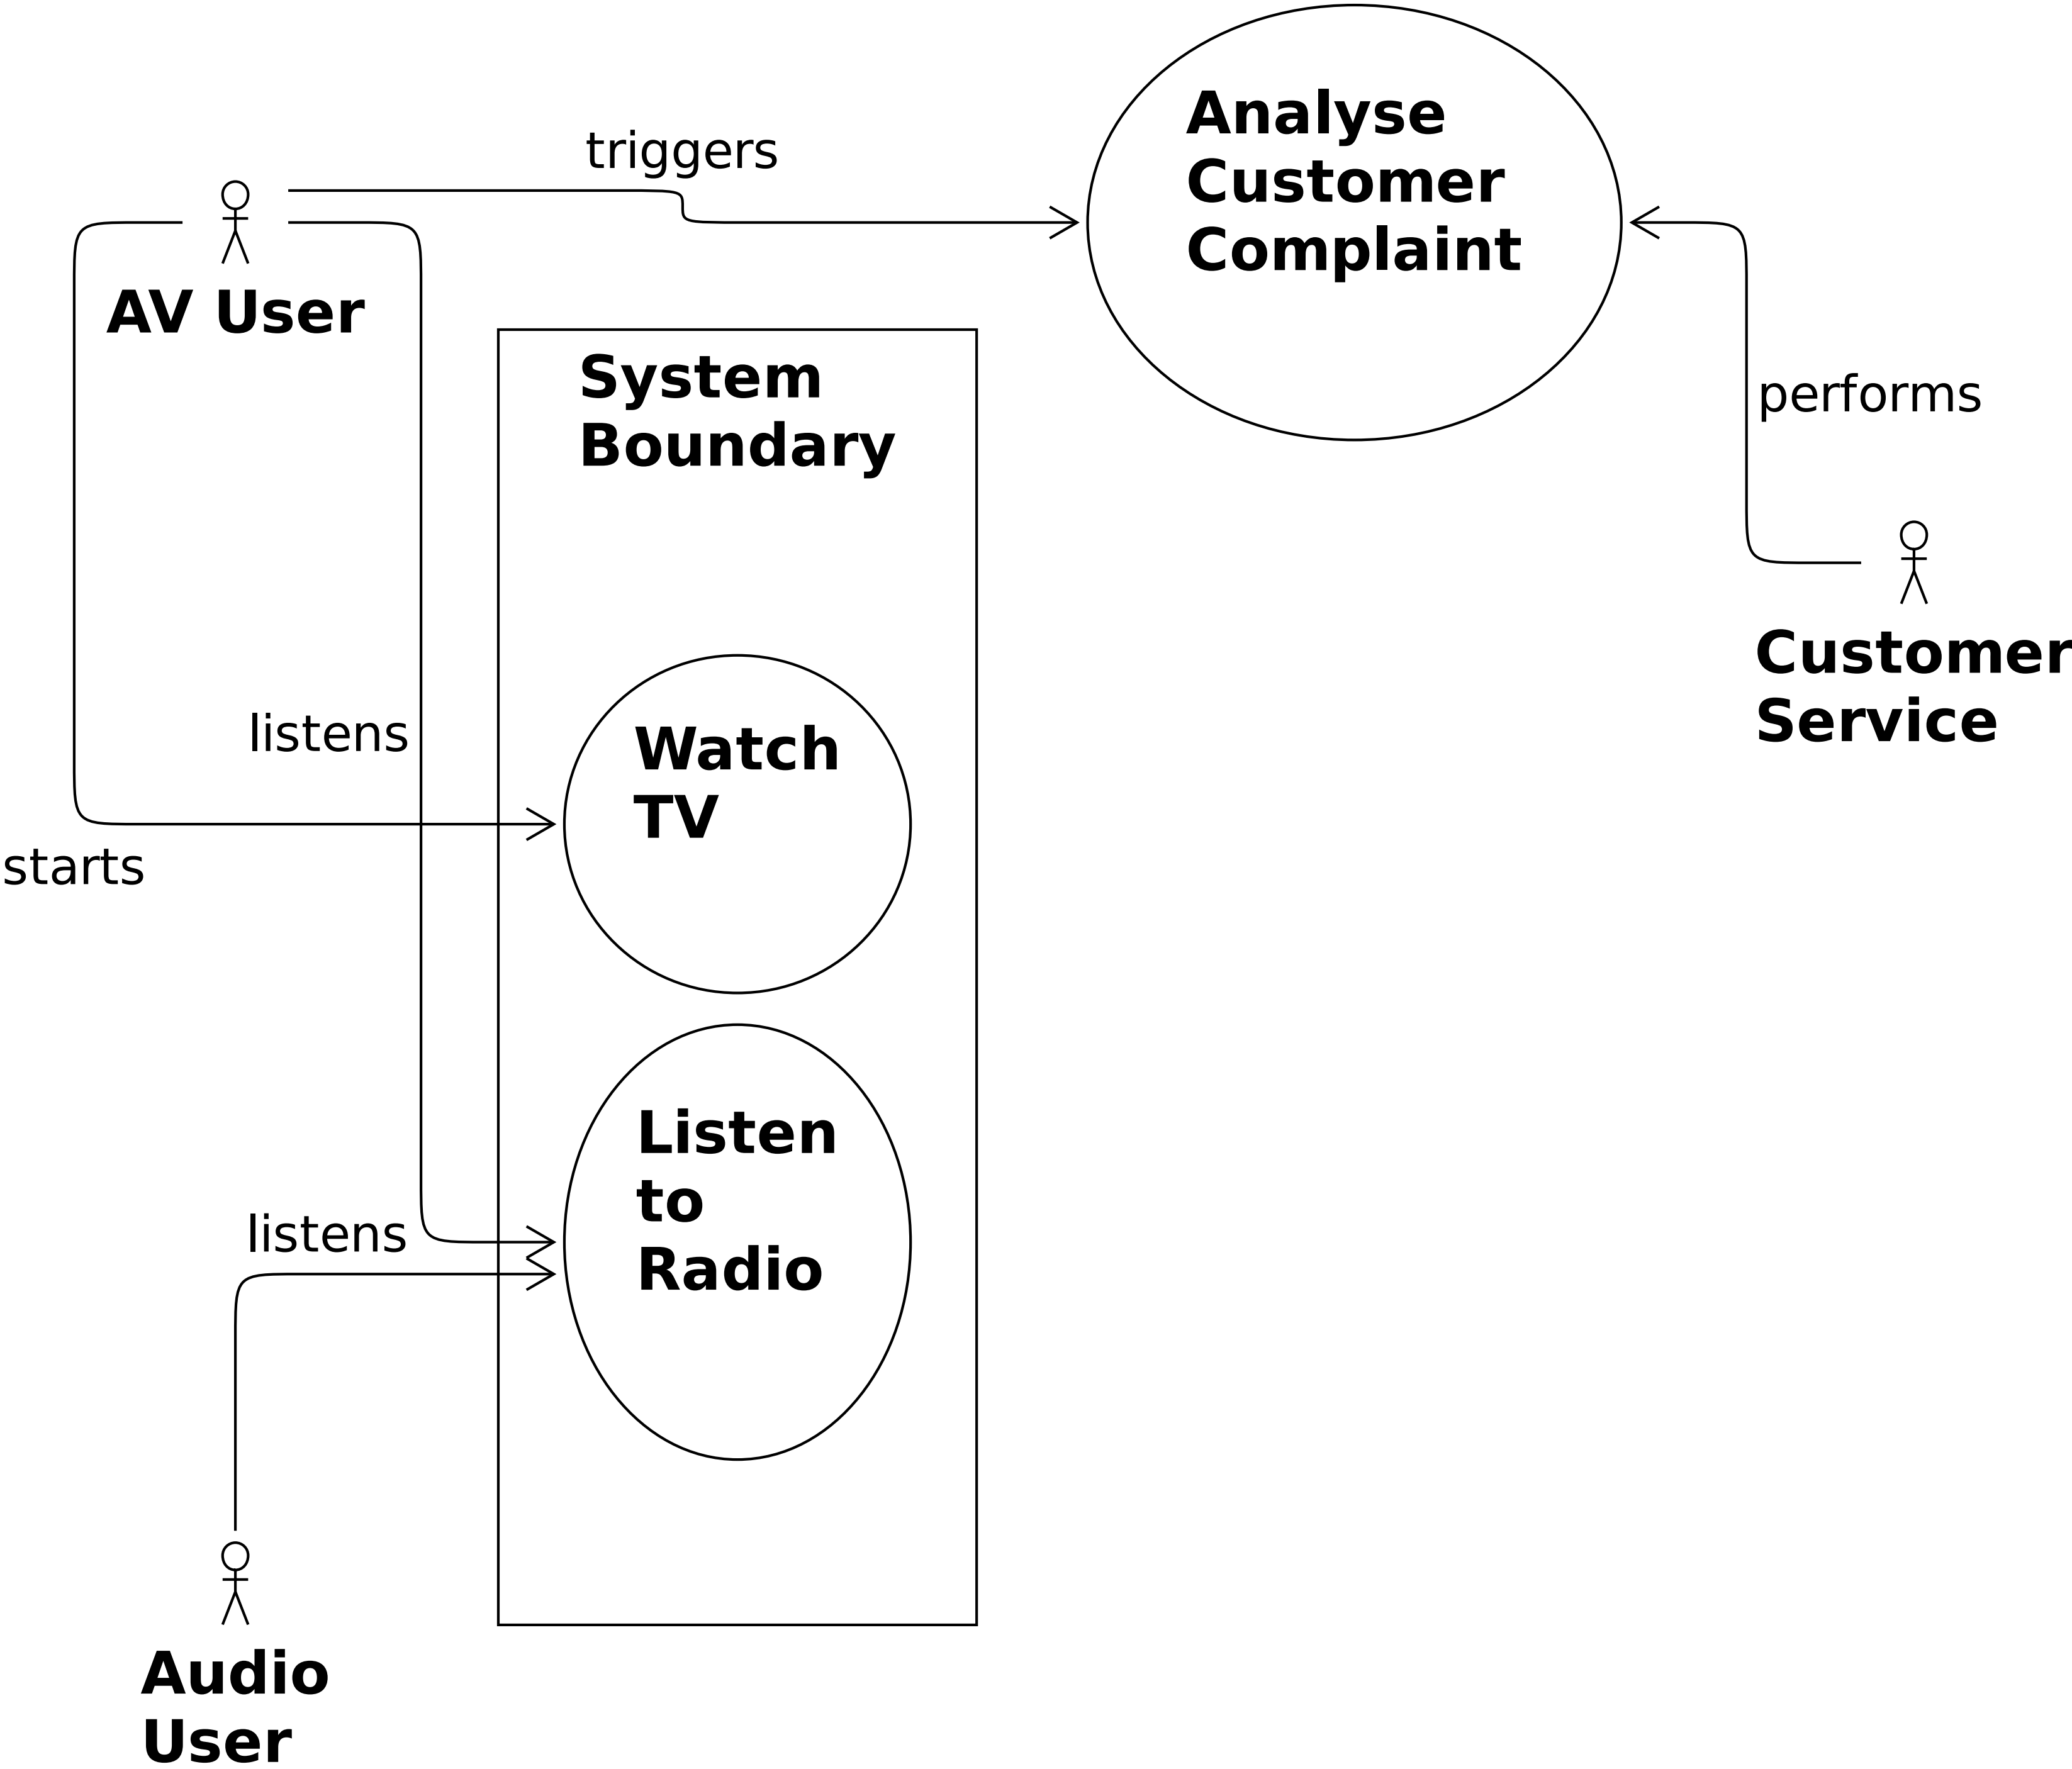 triggers
Analyse
Customer
Complaint
AV User
System
Boundary
performs
Customer
Service
listens
Watch
TV
starts
Listen
to
Radio
listens
Audio
User